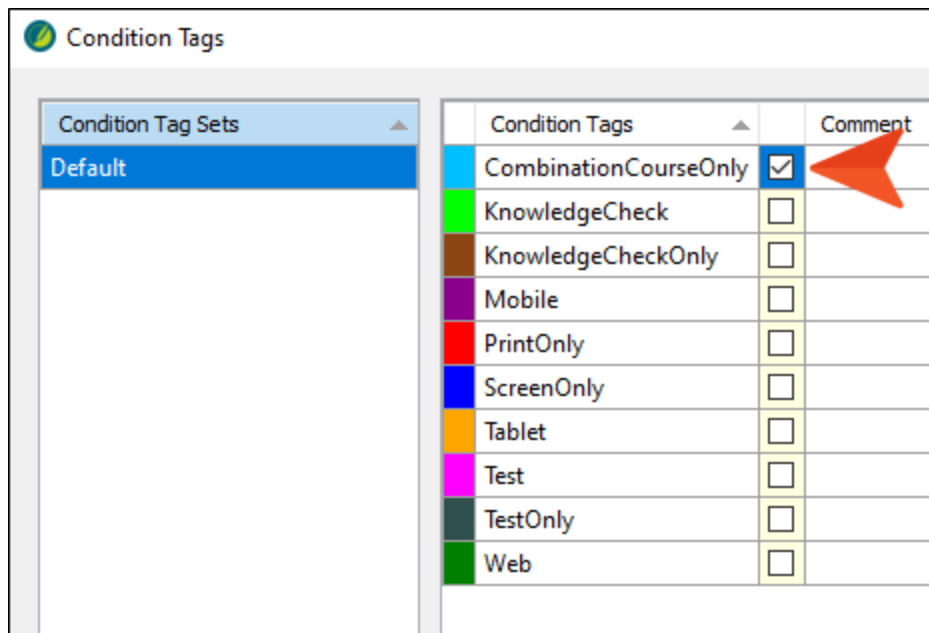 Condition Tags
Condition Tag Sets
Default
Condition Tags Comment
CombinationCourseOnly
KnowledgeCheck
KnowledgeCheckOnly
Mobile
PrintOnly
ScreenOnly
Tablet
Test
TestOnly
Web